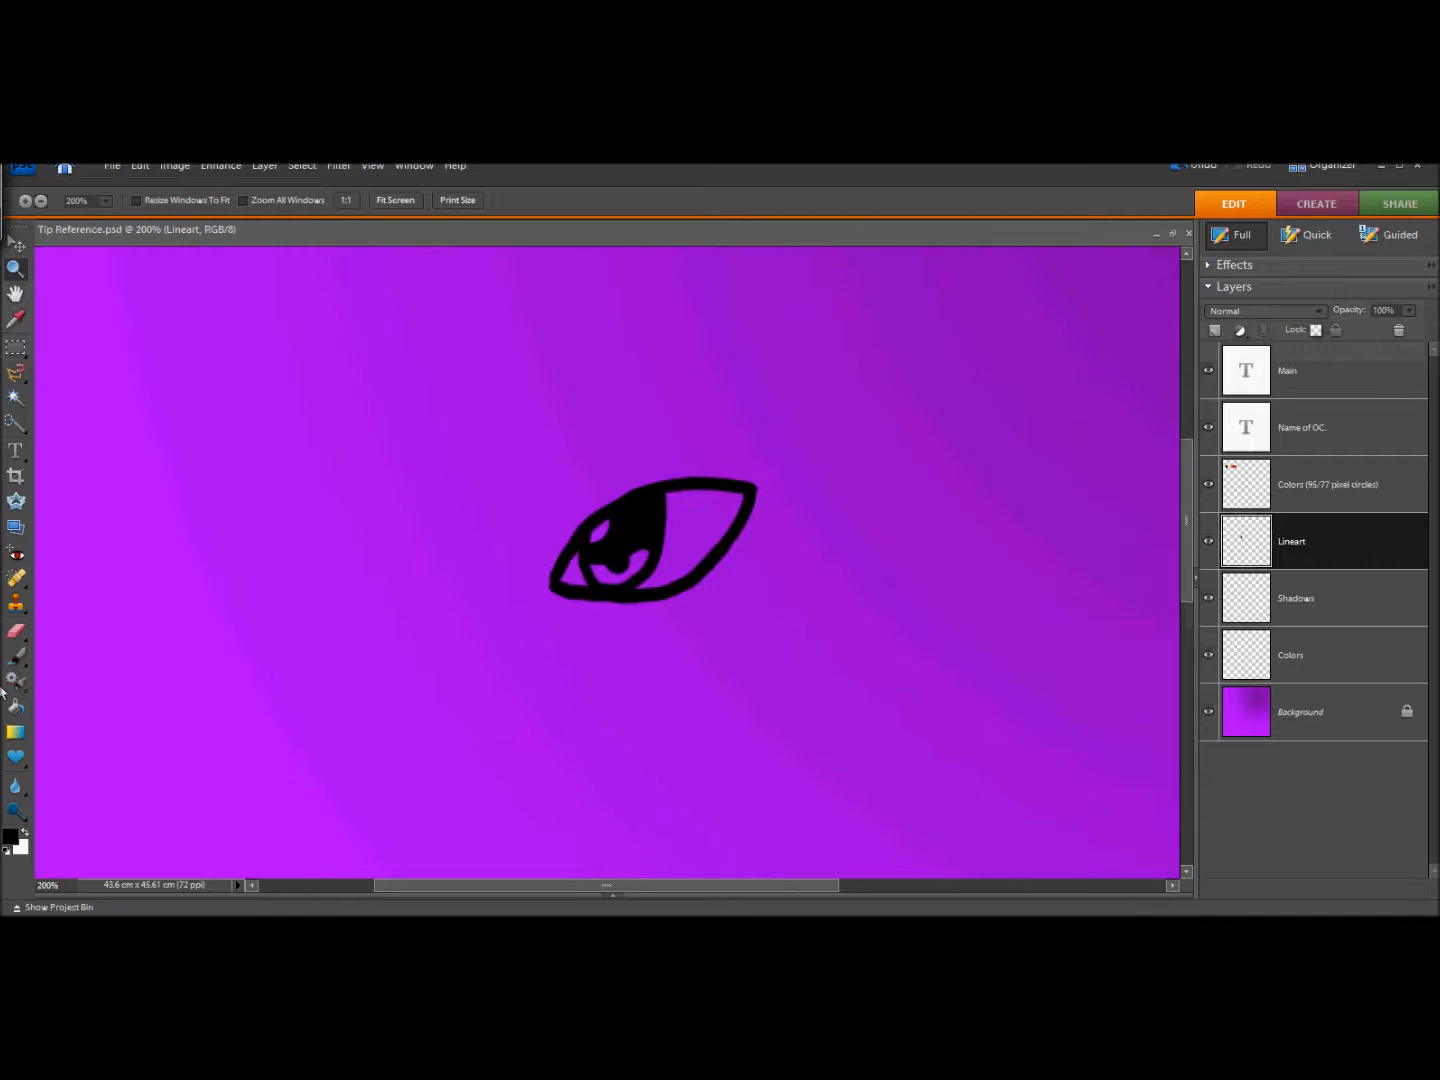 File Edit Image Enhance Layer Select Filter View Window Help Undo Redo Organizer
200% Resize Windows To Fit Zoom All Windows 1:1 Fit Screen Print Size
EDIT CREATE SHARE
Tip Reference.psd @ 200% (Lineart, RGB/8)
Full Quick Guided
Effects
Layers
Normal Opacity: 100%
Lock:
T Main
T Name of OC.
Colors (95/77 pixel circles)
Lineart
Shadows
Colors
Background
200% 43.6 cm x 45.61 cm (72 ppi)
Show Project Bin